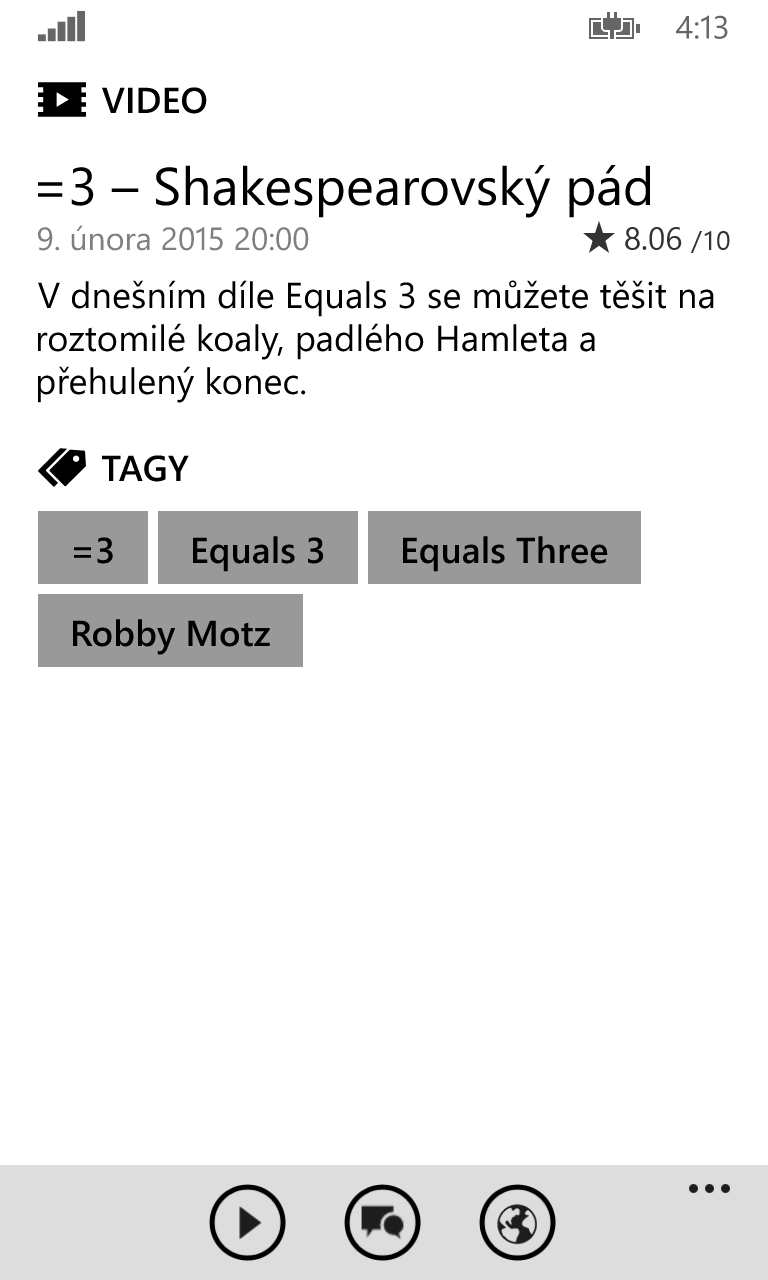 4:13
VIDEO
=3 – Shakespearovský pád
9. února 2015 20:00 8.06 /10
V dnešním díle Equals 3 se můžete těšit na
roztomilé koaly, padlého Hamleta a
přehulený konec.
TAGY
=3 Equals 3 Equals Three
Robby Motz